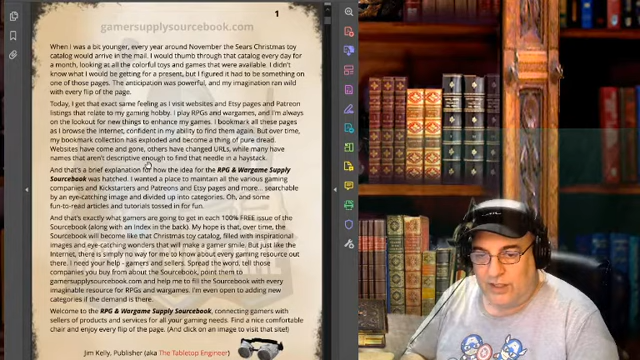 1
gamersupplysourcebook.com
When I was a bit younger, every year around November the Sears Christmas toy
catalog would arrive in the mail. I would thumb through that catalog every day for
a month, looking at all the colorful toys and games that were available. I didn't
know what I would be getting for a present, but I figured it had to be something on
one of those pages. The anticipation was powerful, and my imagination ran wild
with every flip of the page.
Today, I get that exact same feeling as I visit websites and Etsy pages and Patreon
listings that relate to my gaming hobby. I play RPGs and wargames, and I'm always
on the lookout for new things to enhance my games. I bookmark all these pages
as I browse the Internet, confident in my ability to find them again. But over time,
my bookmark collection has exploded and become a thing of pure dread.
Websites have come and gone, others have changed URLs, while many have
names that aren't descriptive enough to find that needle in a haystack.
And that's a brief explanation for how the idea for the RPG & Wargame Supply
Sourcebook was hatched. I wanted a place to maintain all the various gaming
companies and Kickstarters and Patreons and Etsy pages and more... searchable
by an eye-catching image and divided up into categories. Oh, and some
fun-to-read articles and tutorials tossed in for fun.
And that's exactly what gamers are going to get in each 100% FREE issue of the
Sourcebook (along with an Index in the back). My hope is that, over time, the
Sourcebook will become like that Christmas toy catalog, filled with inspirational
images and eye-catching wonders that will make a gamer smile. But just like the
Internet, there is simply no way for me to know about every gaming resource out
there. I need your help - gamers and sellers. Spread the word, tell those
companies you buy from about the Sourcebook, point them to
gamersupplysourcebook.com and help me to fill the Sourcebook with every
imaginable resource for RPGs and wargames. I'm even open to adding new
categories if the demand is there.
Welcome to the RPG & Wargame Supply Sourcebook, connecting gamers with
sellers of products and services for all your gaming needs. Find a nice comfortable
chair and enjoy every flip of the page. (And click on an image to visit that site!)
Jim Kelly, Publisher (aka The Tabletop Engineer)